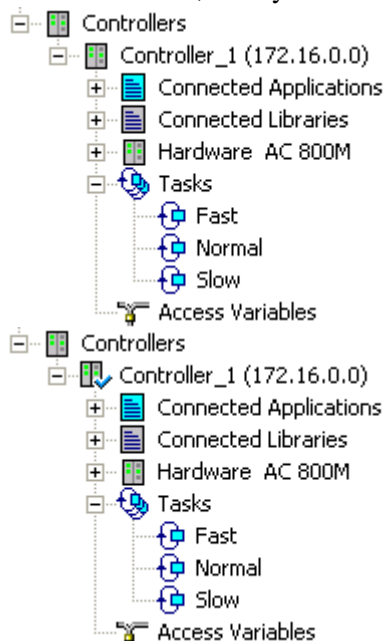 Controllers
Controller_1 (172.16.0.0)
Connected Applications
Connected Libraries
Hardware AC 800M
Tasks
Fast
Normal
Slow
Access Variables
Controllers
Controller_1 (172.16.0.0)
Connected Applications
Connected Libraries
Hardware AC 800M
Tasks
Fast
Normal
Slow
Access Variables